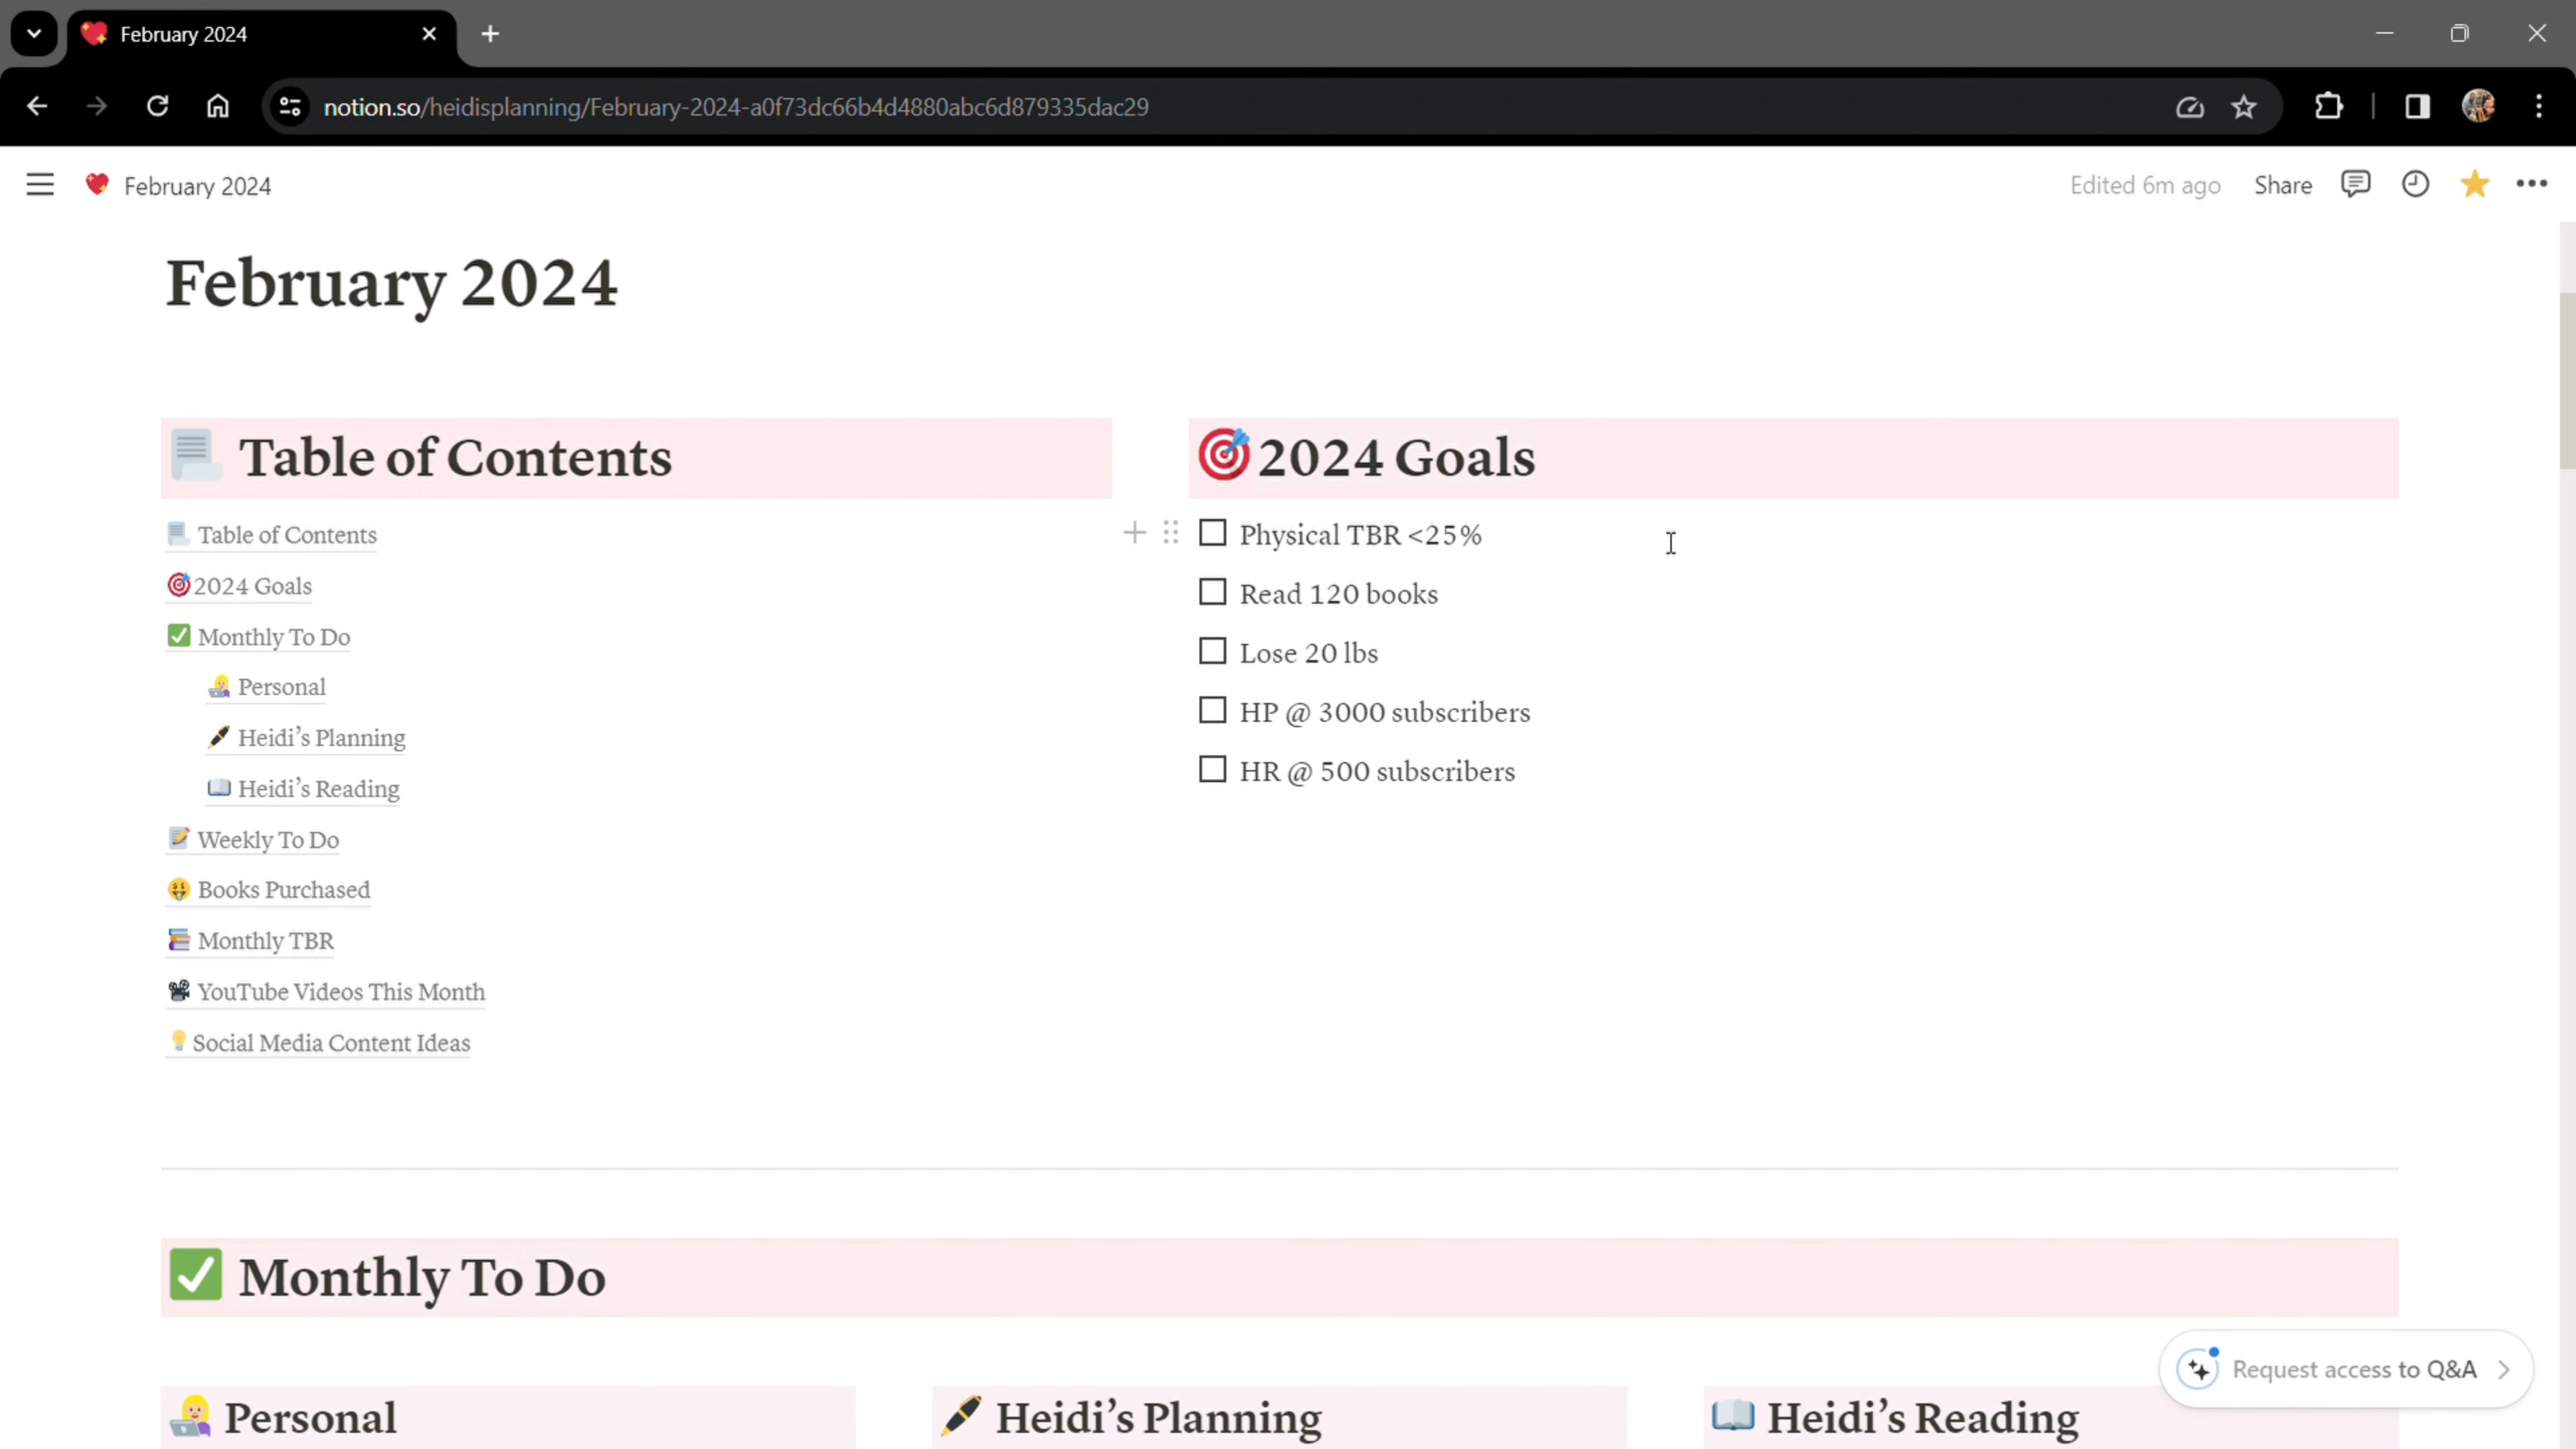 February 2024
notion.so/heidisplanning/February-2024-a0f73dc66b4d4880abc6d879335dac29
February 2024
Edited 6m ago
Share
February 2024
Table of Contents
Table of Contents
2024 Goals
Monthly To Do
Personal
Heidi’s Planning
Heidi’s Reading
Weekly To Do
Books Purchased
Monthly TBR
YouTube Videos This Month
Social Media Content Ideas
2024 Goals
Physical TBR <25%
Read 120 books
Lose 20 lbs
HP @ 3000 subscribers
HR @ 500 subscribers
Monthly To Do
Personal
Heidi’s Planning
Heidi’s Reading
Request access to Q&A